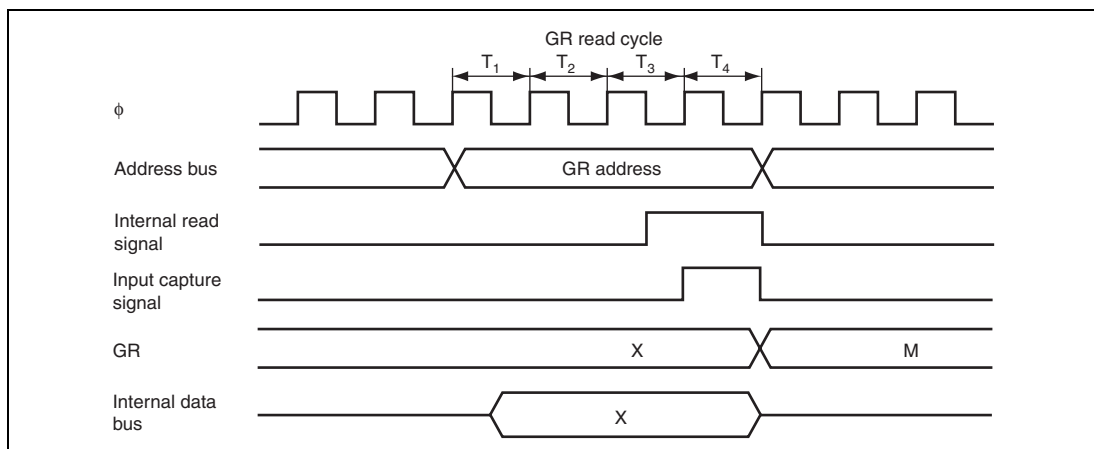 GR read cycle
T1 T2 T3 T4
ϕ
Address bus
GR address
Internal read
signal
Input capture
signal
GR
X
M
Internal data
bus
X